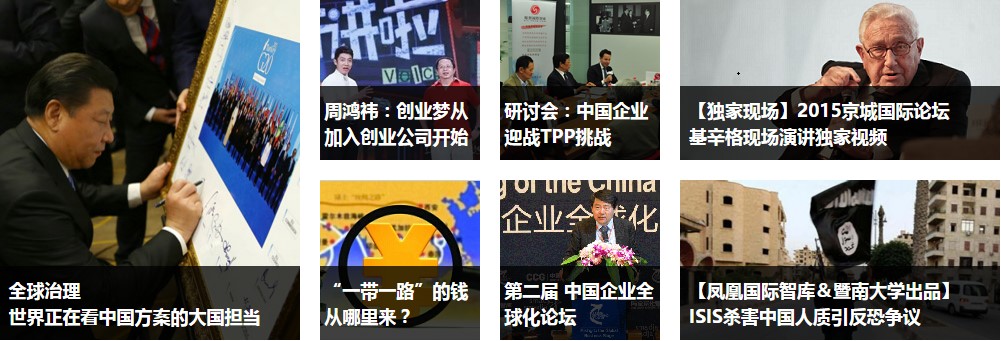 全球治理
世界正在看中国方案的大国担当
讲啦
Voic
周鸿祎：创业梦从
加入创业公司开始
研讨会：中国企业
迎战TPP挑战
【独家现场】2015京城国际论坛
基辛格现场演讲独家视频
“一带一路”的钱
从哪里来？
ng of the China
企业全球化
CCG
第二届 中国企业全
球化论坛
【凤凰国际智库＆暨南大学出品】
ISIS杀害中国人质引反恐争议